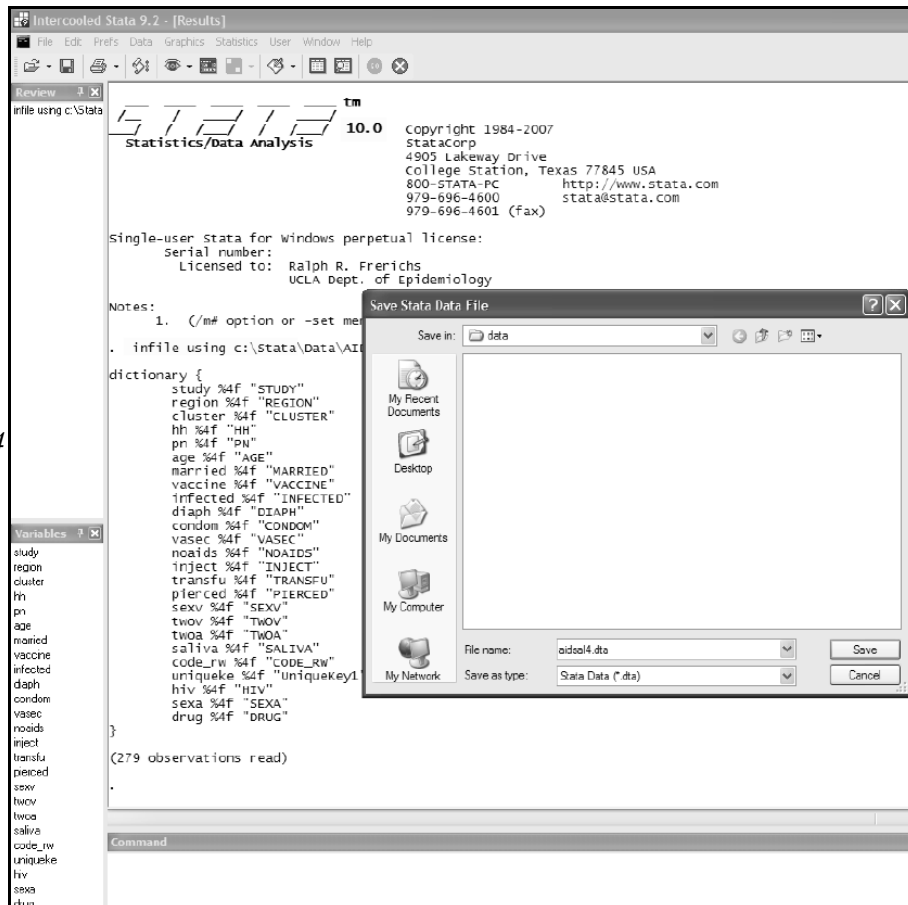 Intercooled Stata 9.2 - [Results]
File Edit Prefs Data Graphics Statistics User Window Help
Review
infile using c:\Stata
tm
STATA 10.0
Statistics/Data Analysis
Copyright 1984-2007
StataCorp
4905 Lakeway Drive
College Station, Texas 77845 USA
800-STATA-PC http://www.stata.com
979-696-4600 stata@stata.com
979-696-4601 (fax)
Single-user Stata for Windows perpetual license:
Serial number:
Licensed to: Ralph R. Frerichs
UCLA Dept. of Epidemiology
Notes:
1. (/m# option or -set mem
. infile using c:\Stata\Data\AI
dictionary {
study %4f "STUDY"
region %4f "REGION"
cluster %4f "CLUSTER"
hh %4f "HH"
pn %4f "PN"
age %4f "AGE"
married %4f "MARRIED"
vaccine %4f "VACCINE"
infected %4f "INFECTED"
diaph %4f "DIAPH"
condom %4f "CONDOM"
vasec %4f "VASEC"
noaids %4f "NOAIDS"
inject %4f "INJECT"
transfu %4f "TRANSFU"
pierced %4f "PIERCED"
sexv %4f "SEXV"
twov %4f "TWOV"
twoa %4f "TWOA"
saliva %4f "SALIVA"
code_rw %4f "CODE_RW"
uniqueke %4f "UniqueKey1"
hiv %4f "HIV"
sexa %4f "SEXA"
drug %4f "DRUG"
}
(279 observations read)
.
Variables
study
region
cluster
hh
pn
age
married
vaccine
infected
diaph
condom
vasec
noaids
inject
transfu
pierced
sexv
twov
twoa
saliva
code_rw
uniqueke
hiv
sexa
drug
Command
Save Stata Data File
Save in: data
My Recent
Documents
Desktop
My Documents
My Computer
My Network
File name: aidsal4.dta Save
Save as type: Stata Data (*.dta) Cancel